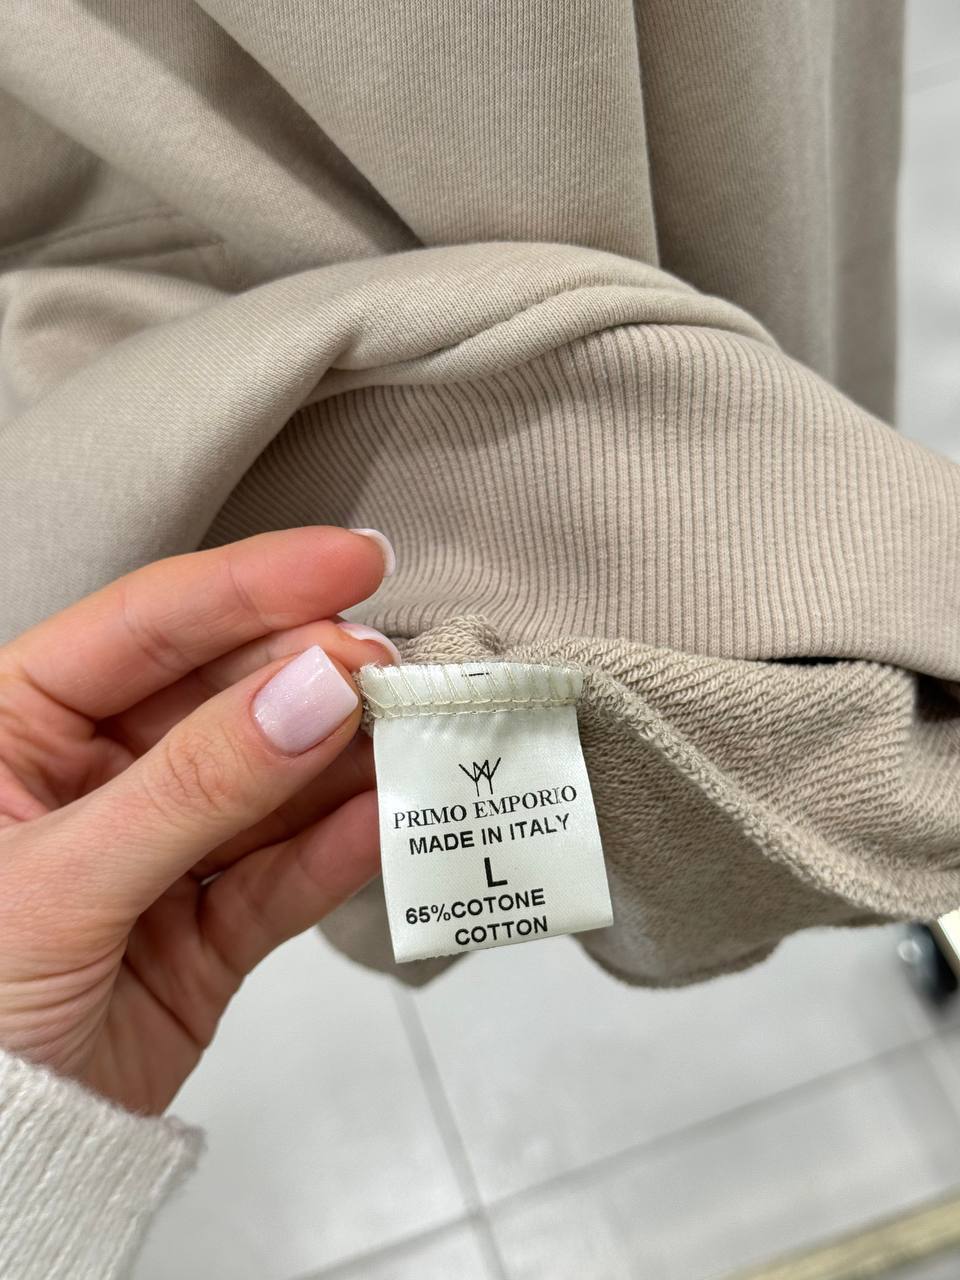 PRIMO EMPORIO
MADE IN ITALY
L
65%COTONE
COTTON